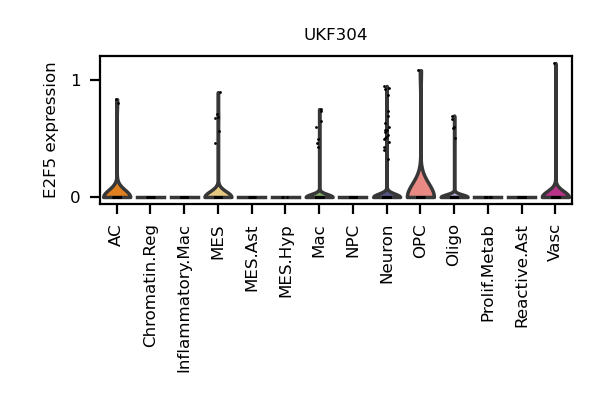 UKF304
E2F5 expression
1
0
AC
Chromatin.Reg
Inflammatory.Mac
MES
MES.Ast
MES.Hyp
Mac
NPC
Neuron
OPC
Oligo
Prolif.Metab
Reactive.Ast
Vasc